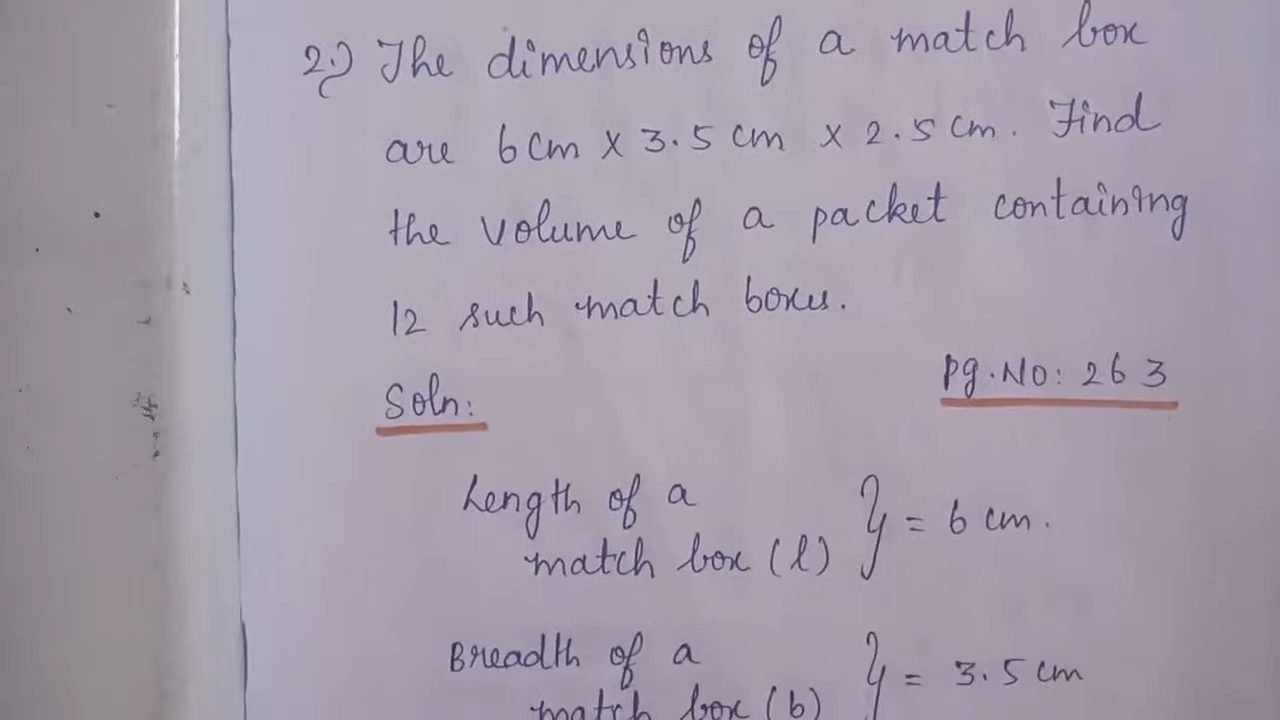 2.) The dimensions of a match box
are 6cm x 3.5 cm x 2.5 cm. Find
the volume of a packet containing
12 such match boxes.
Soln:
Pg.No: 263
Length of a
match box (l) } = 6 cm.
Breadth of a
match box (b) } = 3.5 cm